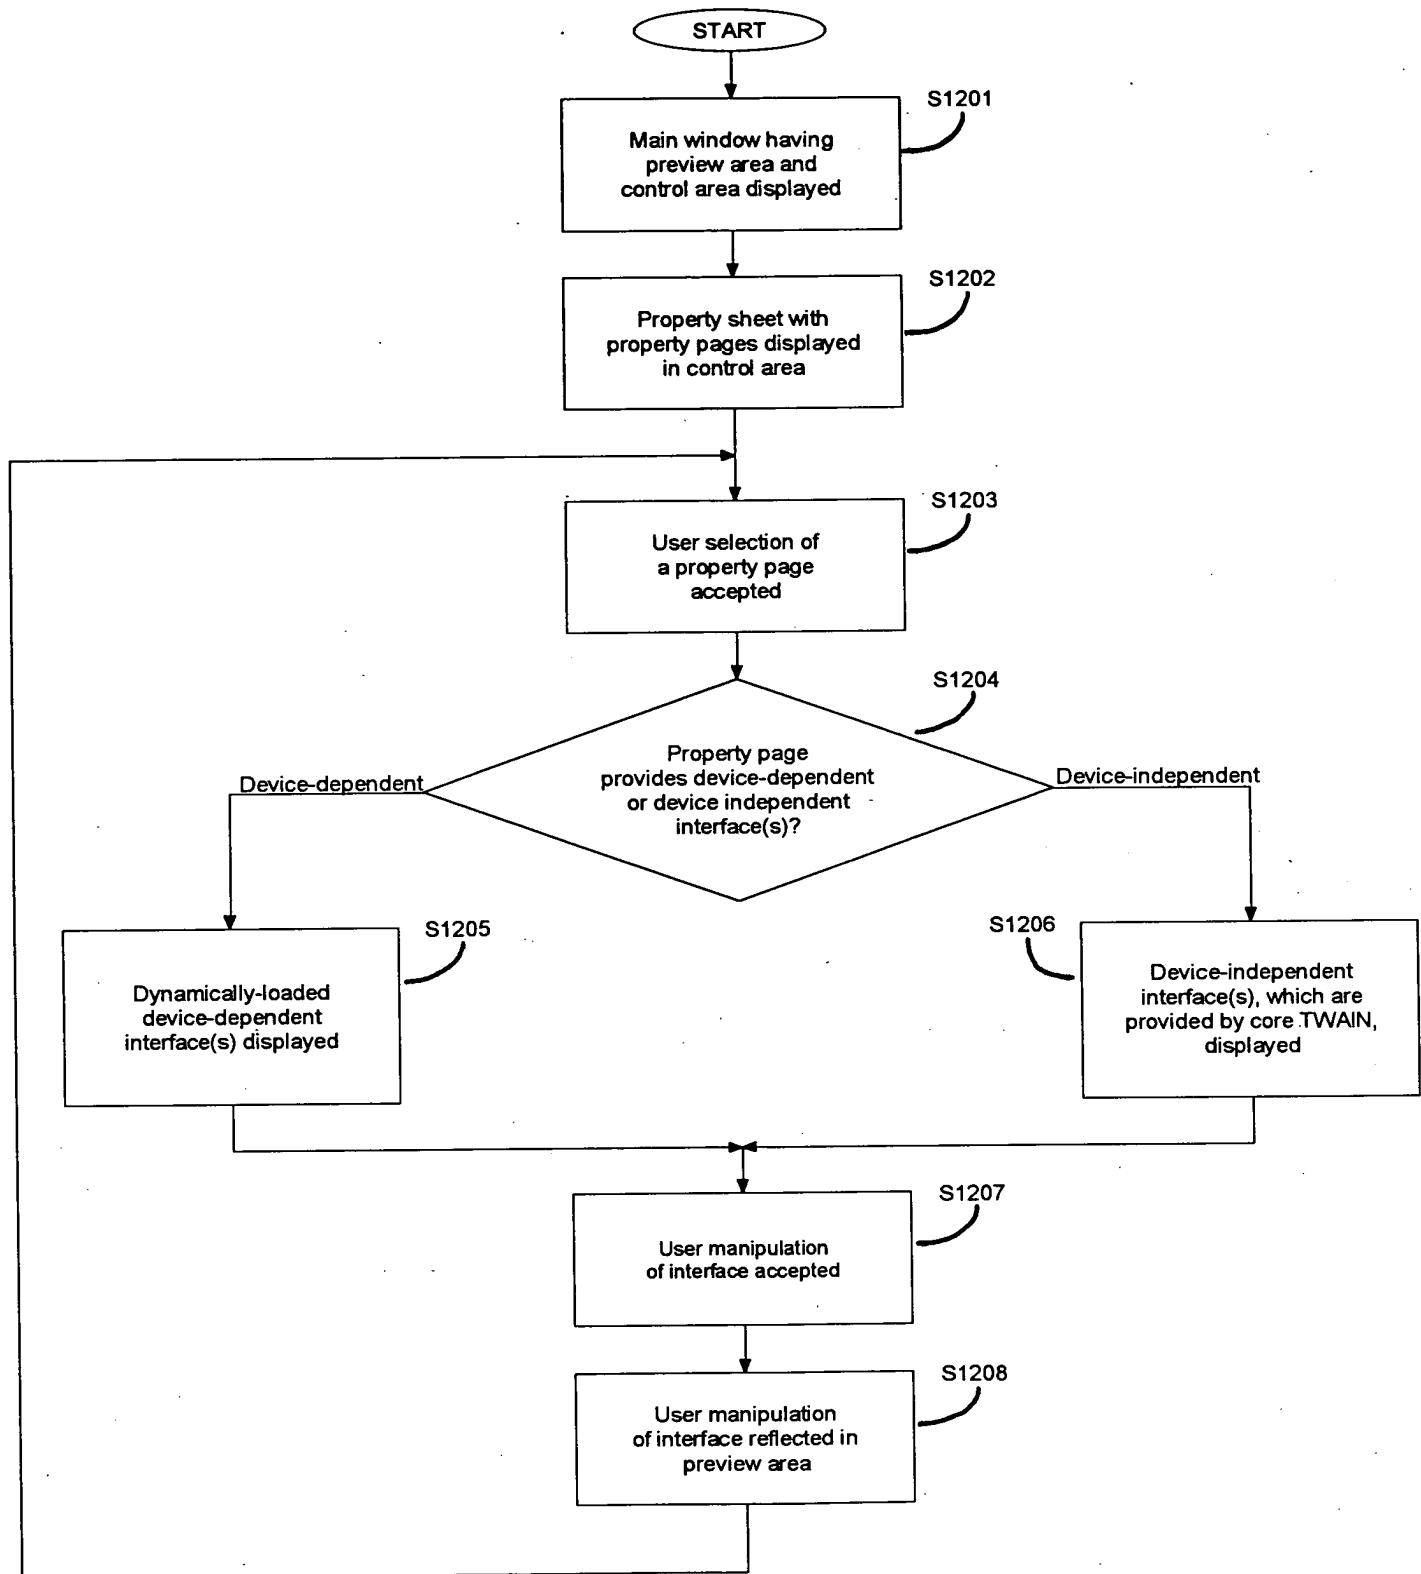 START
S1201
Main window having
preview area and
control area displayed
S1202
Property sheet with
property pages displayed
in control area
S1203
User selection of
a property page
accepted
S1204
Property page
provides device-dependent
or device independent
interface(s)?
Device-dependent
Device-independent
S1205
Dynamically-loaded
device-dependent
interface(s) displayed
S1206
Device-independent
interface(s), which are
provided by core TWAIN,
displayed
S1207
User manipulation
of interface accepted
S1208
User manipulation
of interface reflected in
preview area